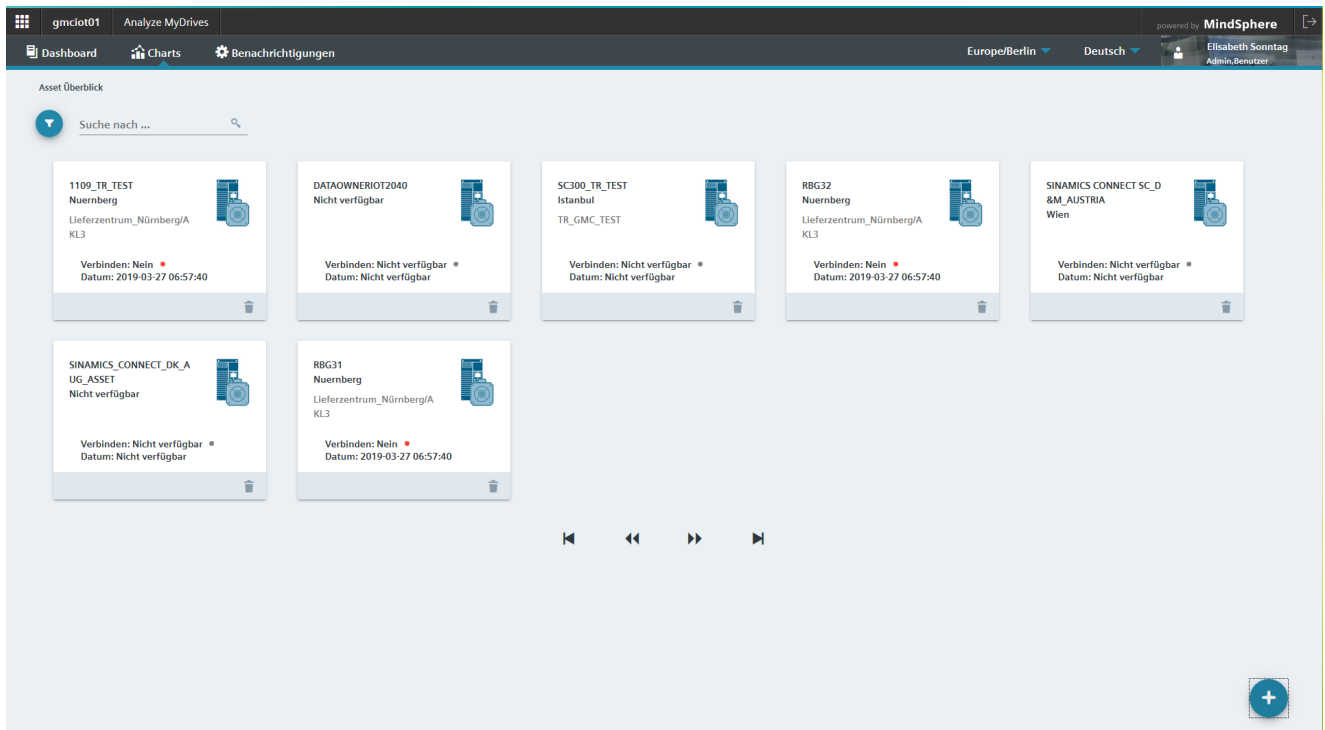 gmciot01 Analyze MyDrives powered by MindSphere
Dashboard Charts Benachrichtigungen Europe/Berlin Deutsch Elisabeth Sonntag
Admin,Benutzer
Asset Überblick
Suche nach ...
1109_TR_TEST
Nuernberg
Lieferzentrum_Nürnberg/A
KL3
Verbinden: Nein
Datum: 2019-03-27 06:57:40
DATAOWNERIOT2040
Nicht verfügbar
Verbinden: Nicht verfügbar
Datum: Nicht verfügbar
SC300_TR_TEST
Istanbul
TR_GMC_TEST
Verbinden: Nicht verfügbar
Datum: Nicht verfügbar
RBG32
Nuernberg
Lieferzentrum_Nürnberg/A
KL3
Verbinden: Nein
Datum: 2019-03-27 06:57:40
SINAMICS CONNECT SC_D
&M_AUSTRIA
Wien
Verbinden: Nicht verfügbar
Datum: Nicht verfügbar
SINAMICS_CONNECT_DK_A
UG_ASSET
Nicht verfügbar
Verbinden: Nicht verfügbar
Datum: Nicht verfügbar
RBG31
Nuernberg
Lieferzentrum_Nürnberg/A
KL3
Verbinden: Nein
Datum: 2019-03-27 06:57:40